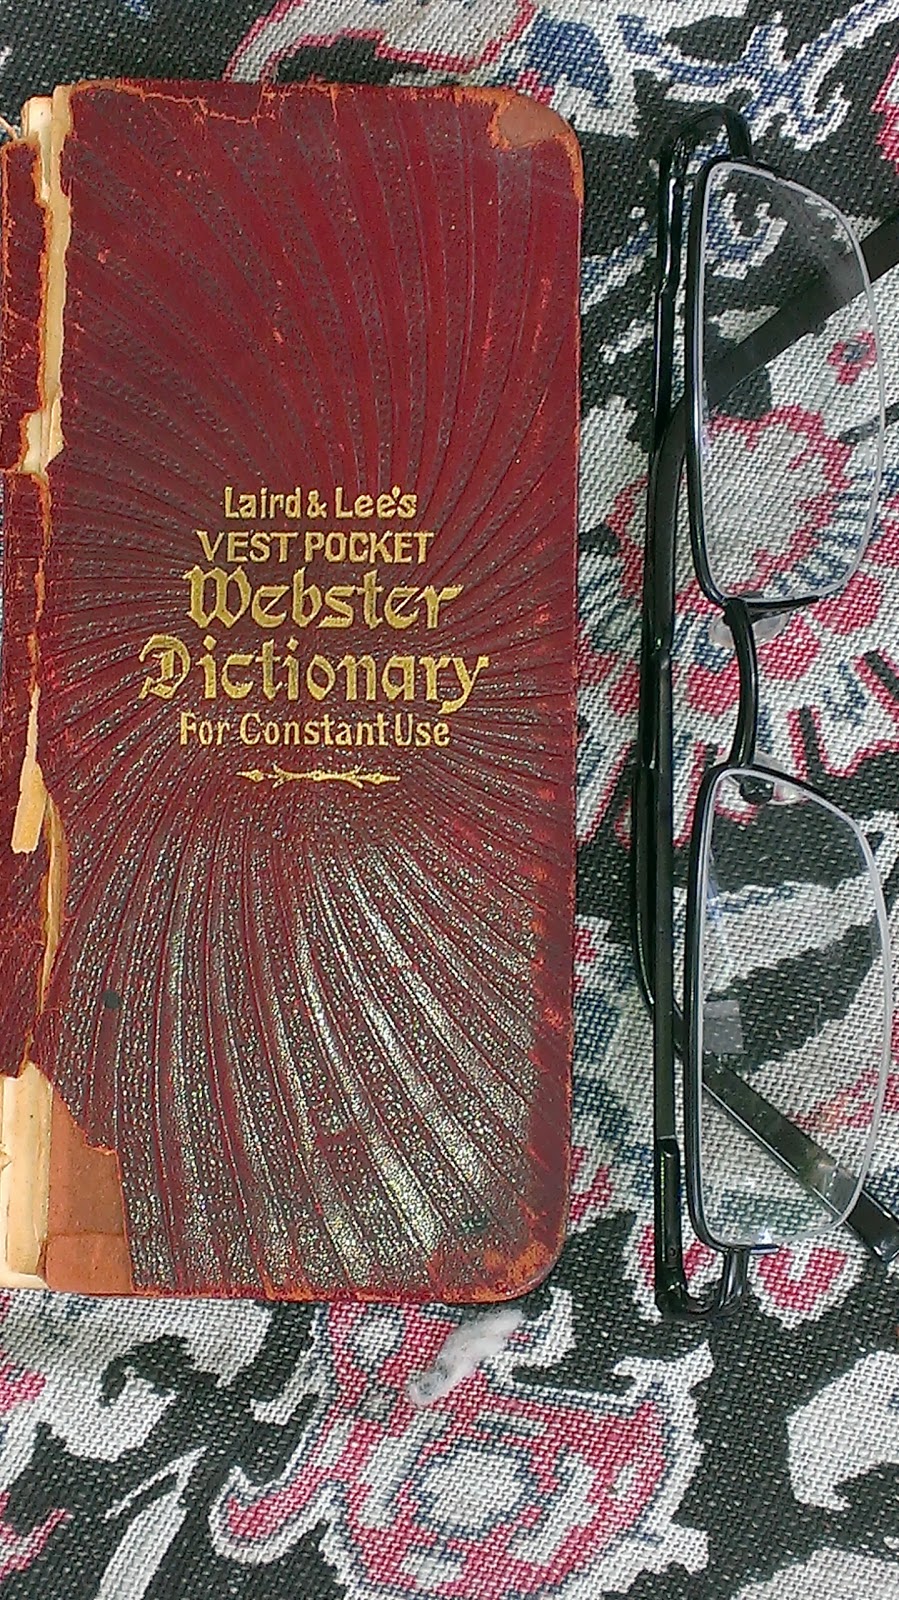 Laird & Lee's
VEST POCKET
Webster
Dictionary
For Constant Use